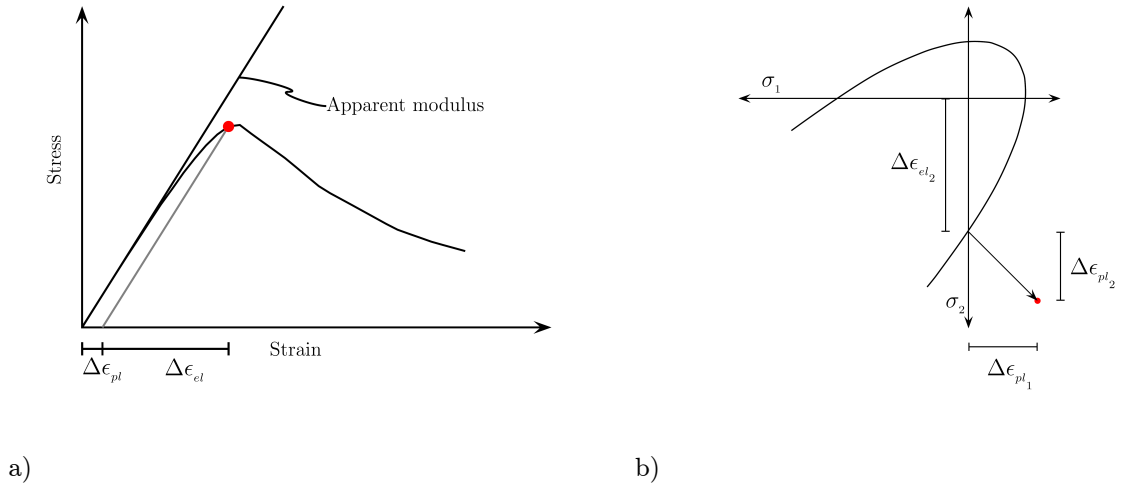 Stress
Apparent modulus
Strain
Δϵ_pl
Δϵ_el
a)
σ_1
Δϵ_el_2
Δϵ_pl_2
σ_2
Δϵ_pl_1
b)